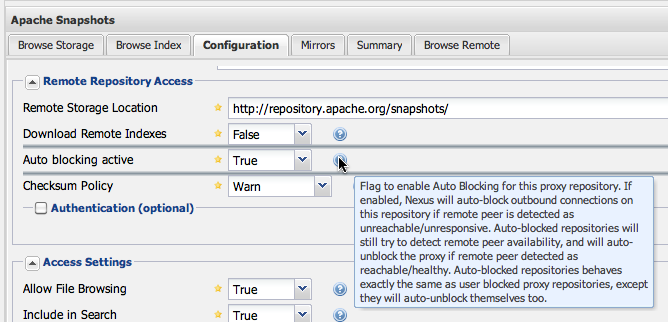 Apache Snapshots
Browse Storage Browse Index Configuration Mirrors Summary Browse Remote
Remote Repository Access
Remote Storage Location http://repository.apache.org/snapshots/
Download Remote Indexes False ?
Auto blocking active True
Checksum Policy Warn
Flag to enable Auto Blocking for this proxy repository. If
enabled, Nexus will auto-block outbound connections on
this repository if remote peer is detected as
unreachable/unresponsive. Auto-blocked repositories will
still try to detect remote peer availability, and will auto-
unblock the proxy if remote peer detected as
reachable/healthy. Auto-blocked repositories behaves
exactly the same as user blocked proxy repositories, except
they will auto-unblock themselves too.
Authentication (optional)
Access Settings
Allow File Browsing True ?
Include in Search True ?